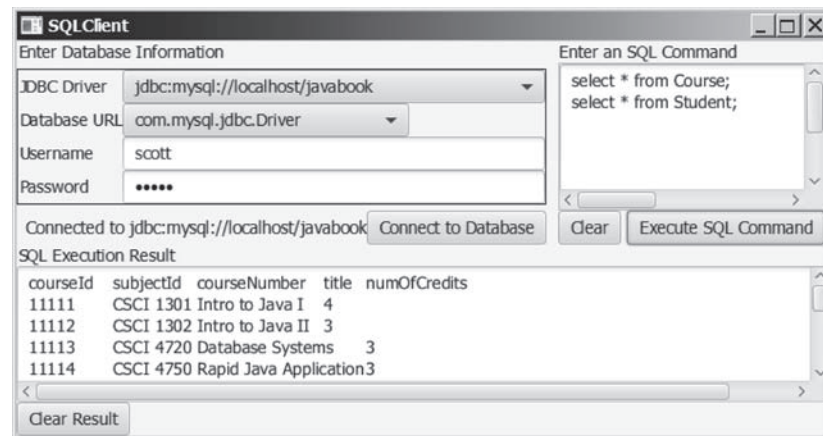 SQLClient
Enter Database Information
JDBC Driver jdbc:mysql://localhost/javabook
Database URL com.mysql.jdbc.Driver
Username scott
Password •••••
Connected to jdbc:mysql://localhost/javabook Connect to Database
Enter an SQL Command
select * from Course;
select * from Student;
Clear Execute SQL Command
SQL Execution Result
courseId subjectId courseNumber title numOfCredits
11111 CSCI 1301 Intro to Java I 4
11112 CSCI 1302 Intro to Java II 3
11113 CSCI 4720 Database Systems 3
11114 CSCI 4750 Rapid Java Application 3
Clear Result